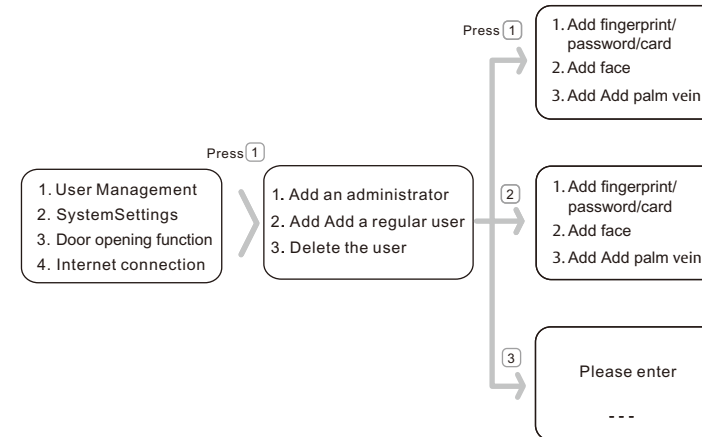 Press 1
1. Add fingerprint/
password/card
2. Add face
3. Add Add palm vein
Press 1
1. User Management
2. SystemSettings
3. Door opening function
4. Internet connection
1. Add an administrator
2. Add Add a regular user
3. Delete the user
2
1. Add fingerprint/
password/card
2. Add face
3. Add Add palm vein
3
Please enter
---